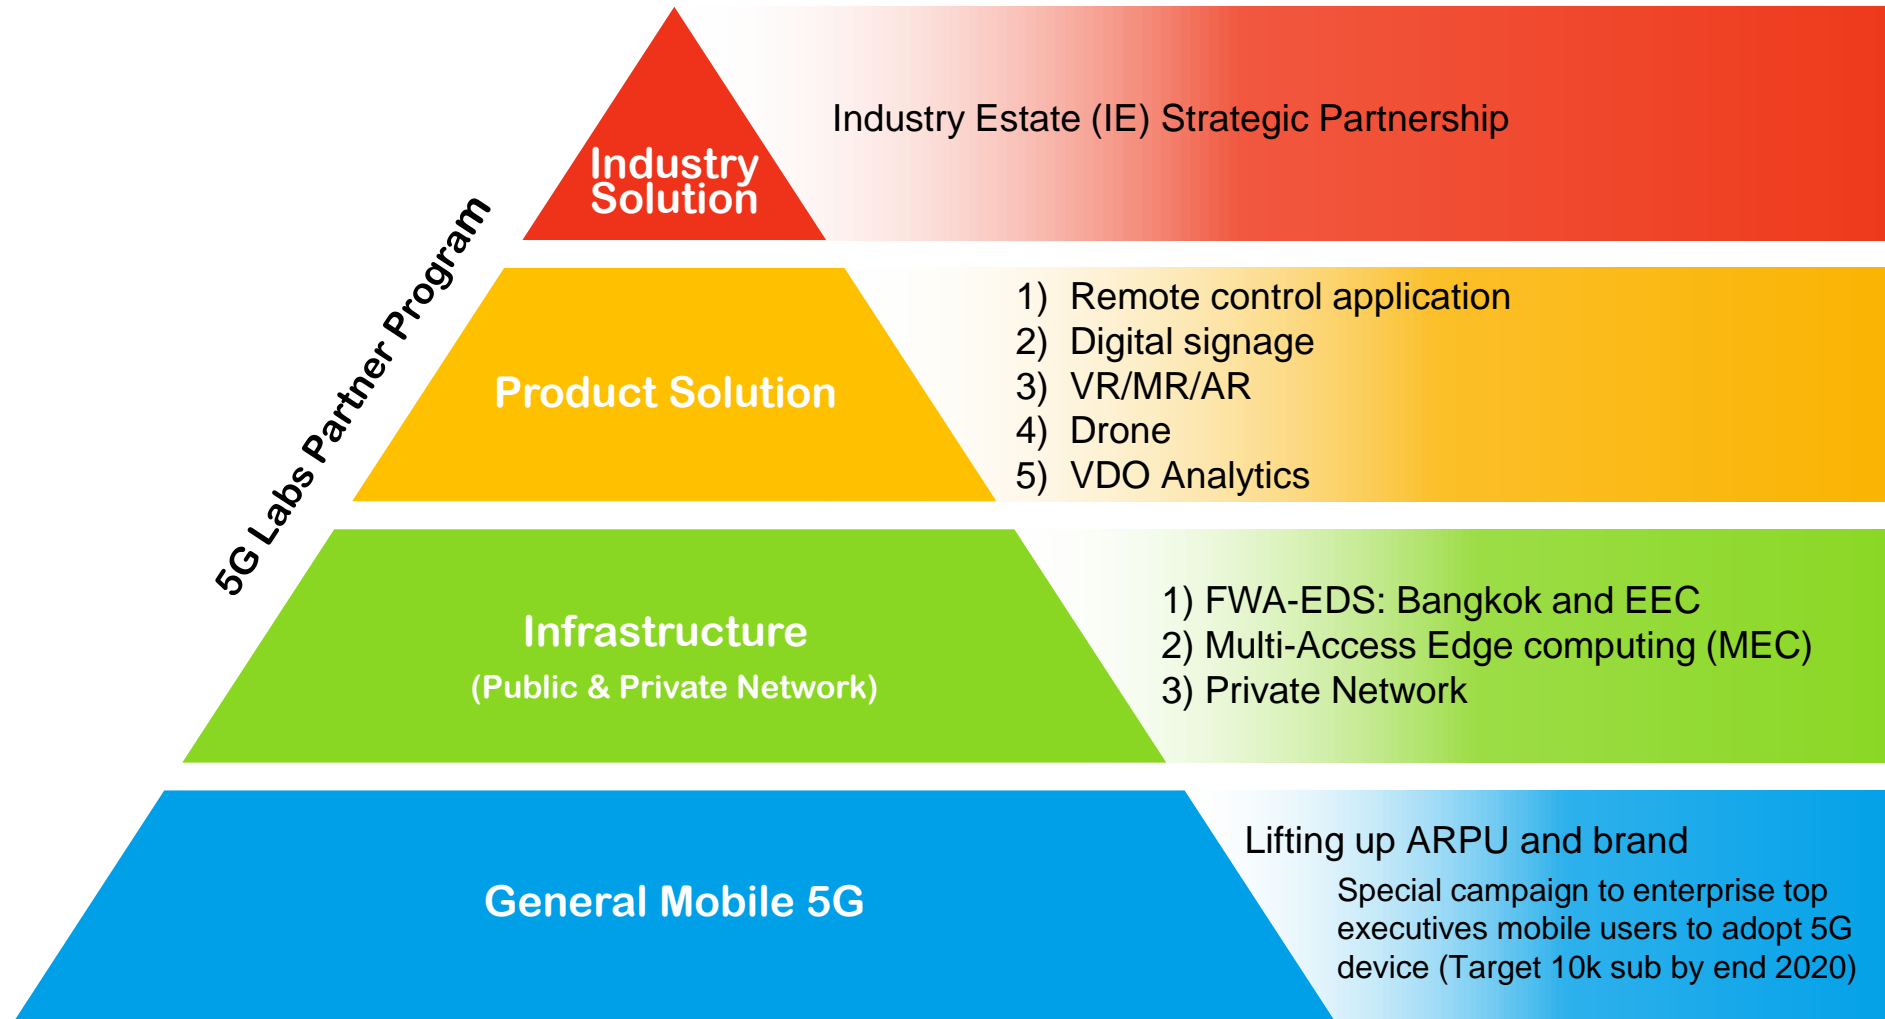 5G Labs Partner Program
Industry
Solution
Industry Estate (IE) Strategic Partnership
Product Solution
1) Remote control application
2) Digital signage
3) VR/MR/AR
4) Drone
5) VDO Analytics
Infrastructure
(Public & Private Network)
1) FWA-EDS: Bangkok and EEC
2) Multi-Access Edge computing (MEC)
3) Private Network
General Mobile 5G
Lifting up ARPU and brand
Special campaign to enterprise top
executives mobile users to adopt 5G
device (Target 10k sub by end 2020)